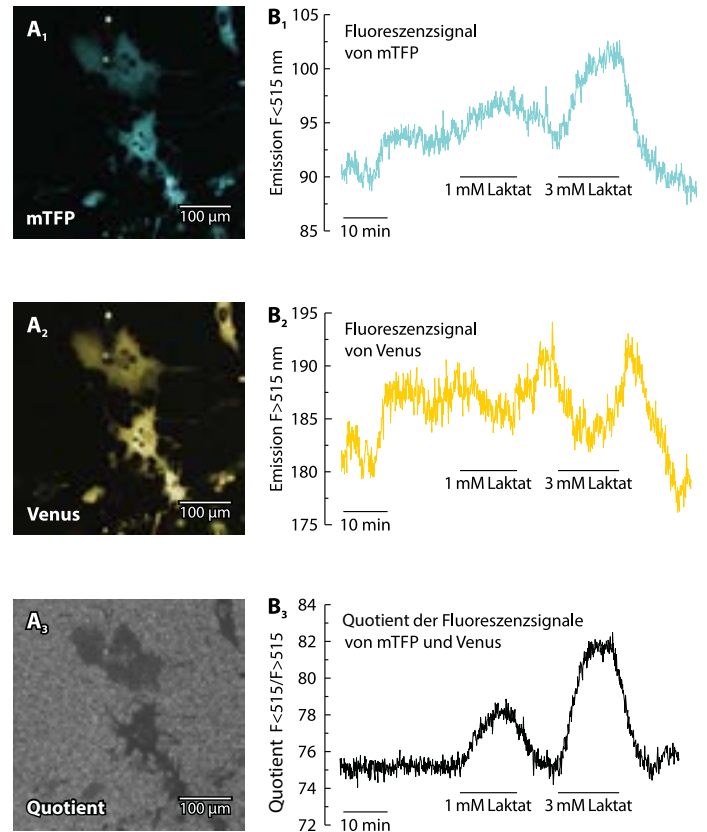 A1
mTFP
100 µm
B1
Fluoreszenzsignal
von mTFP
Emission F<515 nm
105
100
95
90
85
1 mM Laktat
3 mM Laktat
10 min
A2
Venus
100 µm
B2
Fluoreszenzsignal
von Venus
Emission F>515 nm
195
190
185
180
175
1 mM Laktat
3 mM Laktat
10 min
A3
Quotient
100 µm
B3
Quotient der Fluoreszenzsignale
von mTFP und Venus
Quotient F<515/F>515
84
82
80
78
76
74
72
1 mM Laktat
3 mM Laktat
10 min